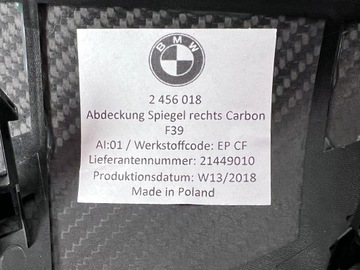 BMW
2 456 018
Abdeckung Spiegel rechts Carbon
F39
AI:01 / Werkstoffcode: EP CF
Lieferantennummer: 21449010
Produktionsdatum: W13/2018
Made in Poland